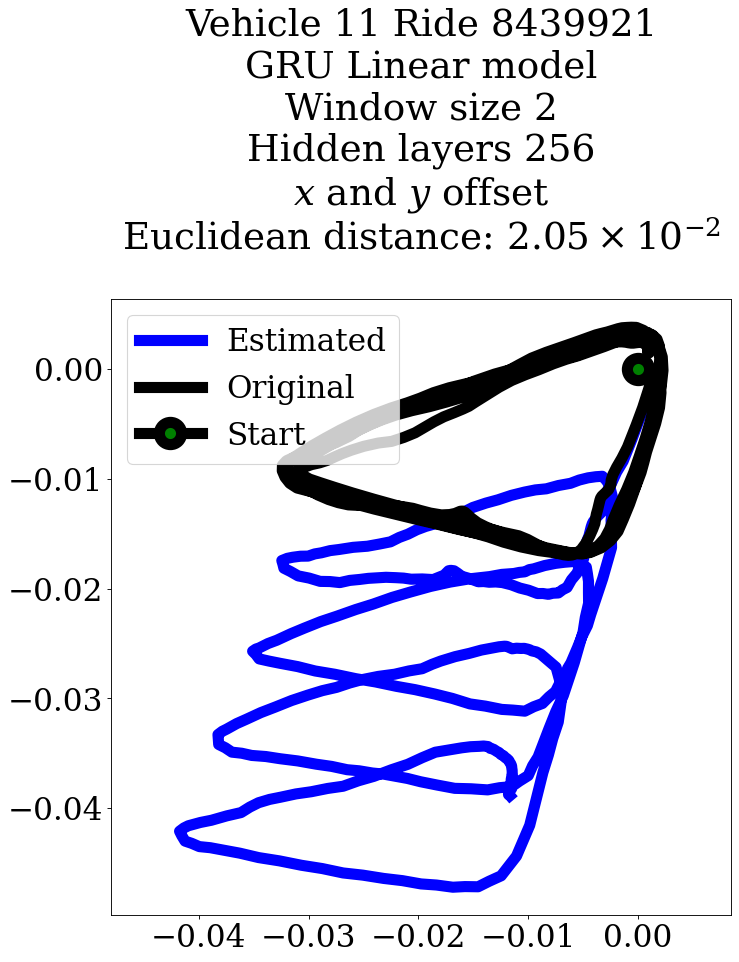 Vehicle 11 Ride 8439921
GRU Linear model
Window size 2
Hidden layers 256
x and y offset
Euclidean distance: 2.05 × 10⁻²
Estimated
Original
Start
0.00
−0.01
−0.02
−0.03
−0.04
−0.04 −0.03 −0.02 −0.01 0.00